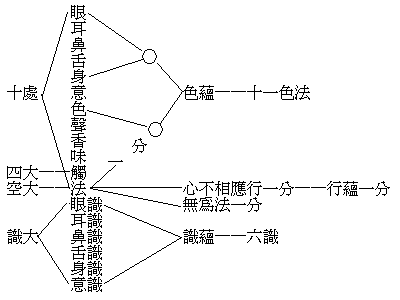 眼
耳
鼻
舌
身
十處 意 色蘊——十一色法
色
聲
香 分
味
四大——觸 一
空大——法 心不相應行一分——行蘊一分
眼識 無為法一分
耳識
識大 鼻識 識蘊——六識
舌識
身識
意識